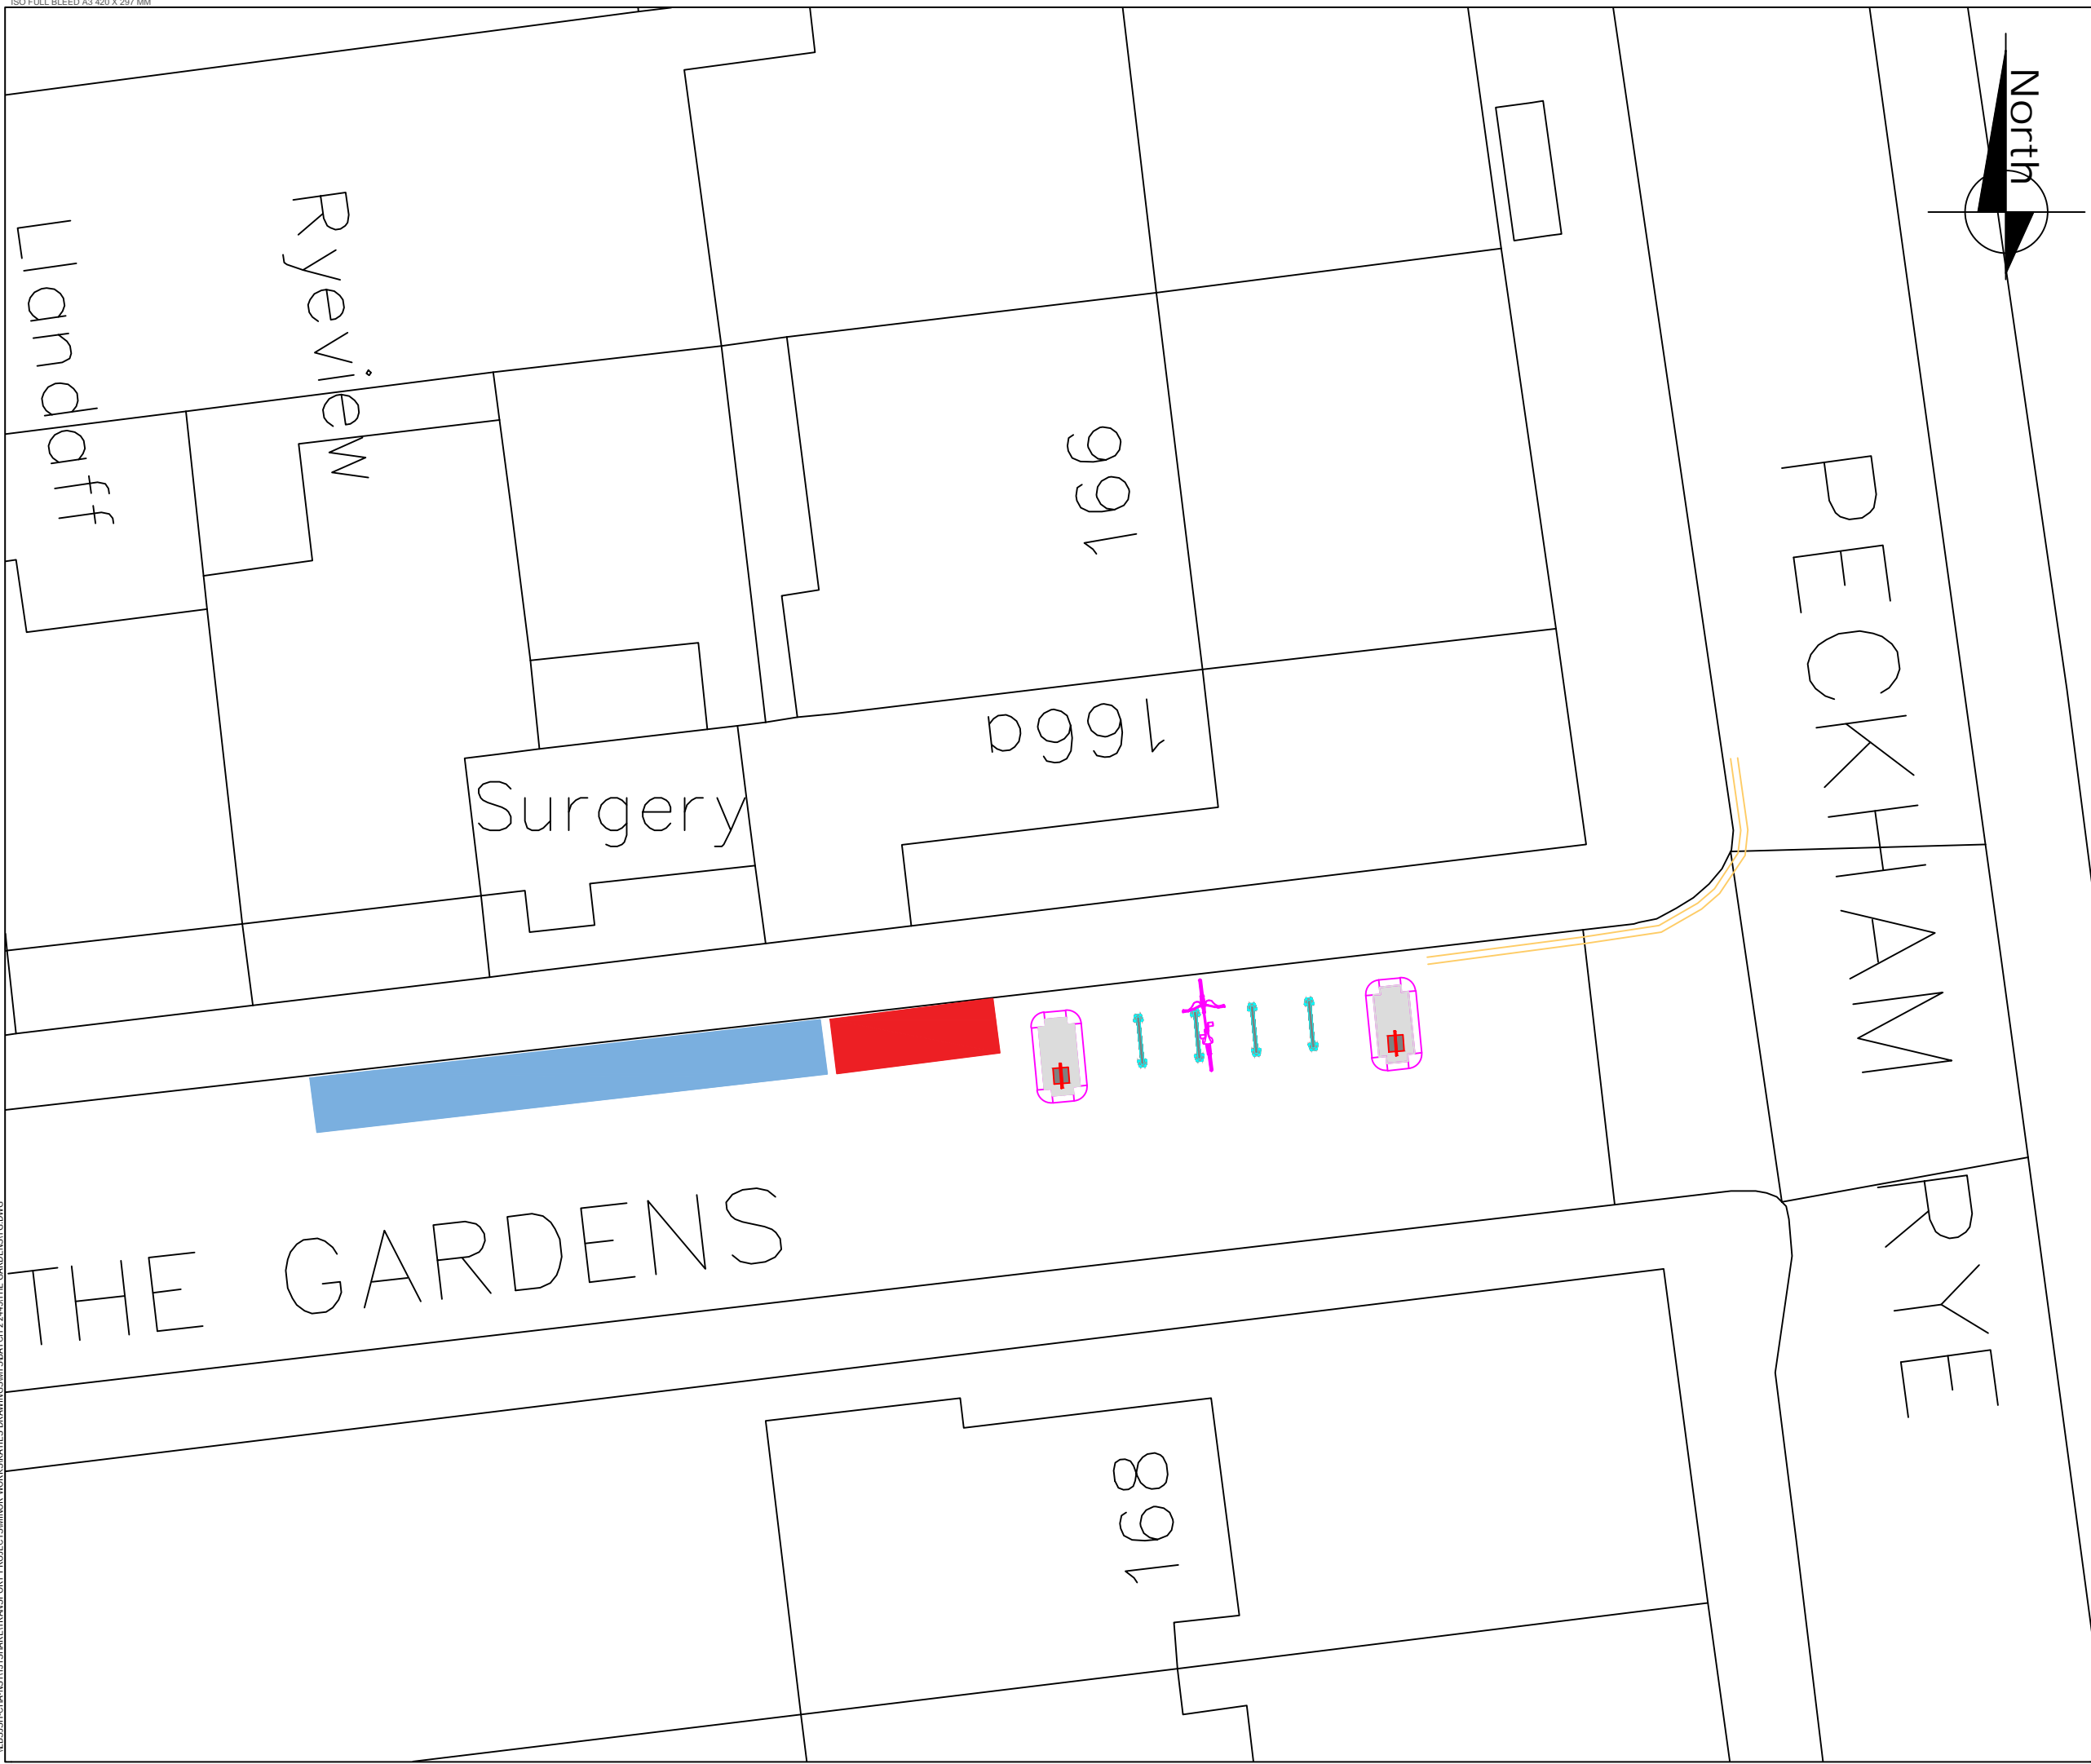 ISO FULL BLEED A3 420 X 297 MM
North
Ryeview
Llandaff
166
PECKHAM RYE
166a
Surgery
THE GARDENS
168